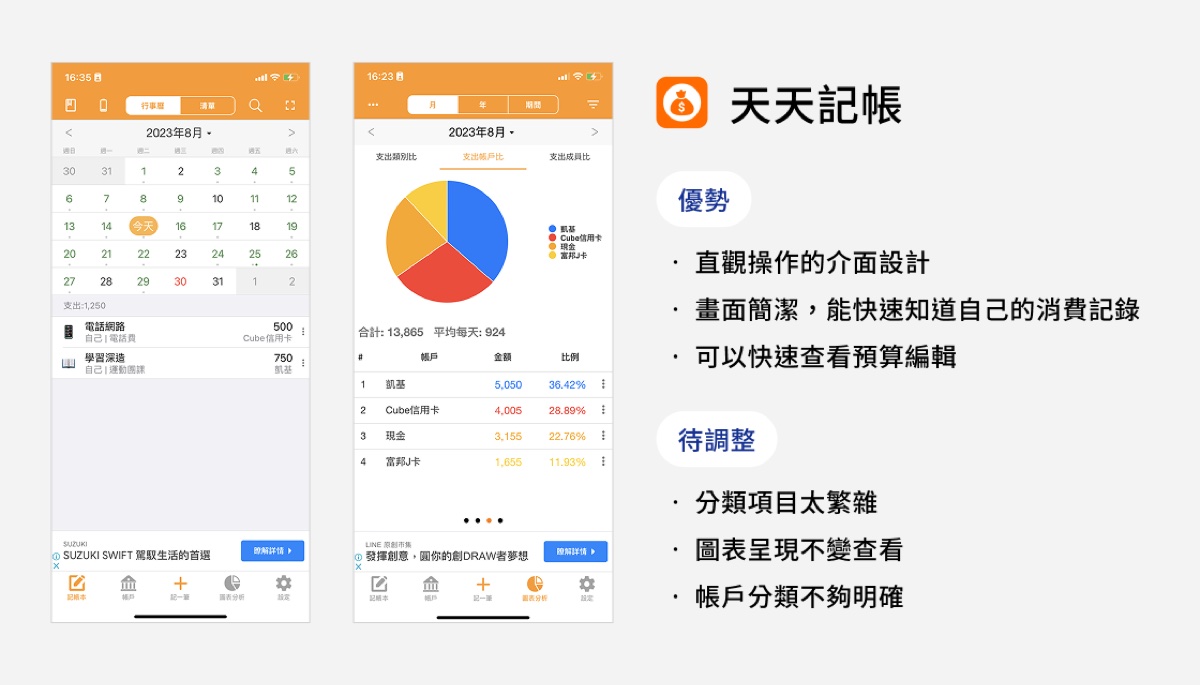 16:35
行事曆 清單
< 2023年8月 >
週日 週一 週二 週三 週四 週五 週六
30 31 1 2 3 4 5
6 7 8 9 10 11 12
13 14 今天 16 17 18 19
20 21 22 23 24 25 26
27 28 29 30 31 1 2
支出:1,250
電話網路 500
自己 | 電話費 Cube信用卡
學習深造 750
自己 | 運動團課 凱基
SUZUKI
SUZUKI SWIFT 駕馭生活的首選 瞭解詳情
記帳本 帳戶 記一筆 圖表分析 設定
16:23
月 年 期間
< 2023年8月 >
支出類別比 支出帳戶比 支出成員比
凱基
Cube信用卡
現金
富邦J卡
合計: 13,865 平均每天: 924
# 帳戶 金額 比例
1 凱基 5,050 36.42%
2 Cube信用卡 4,005 28.89%
3 現金 3,155 22.76%
4 富邦J卡 1,655 11.93%
LINE 原創市集
發揮創意，圓你的創DRAW者夢想 瞭解詳情
記帳本 帳戶 記一筆 圖表分析 設定
天天記帳
優勢
· 直觀操作的介面設計
· 畫面簡潔，能快速知道自己的消費記錄
· 可以快速查看預算編輯
待調整
· 分類項目太繁雜
· 圖表呈現不變查看
· 帳戶分類不夠明確